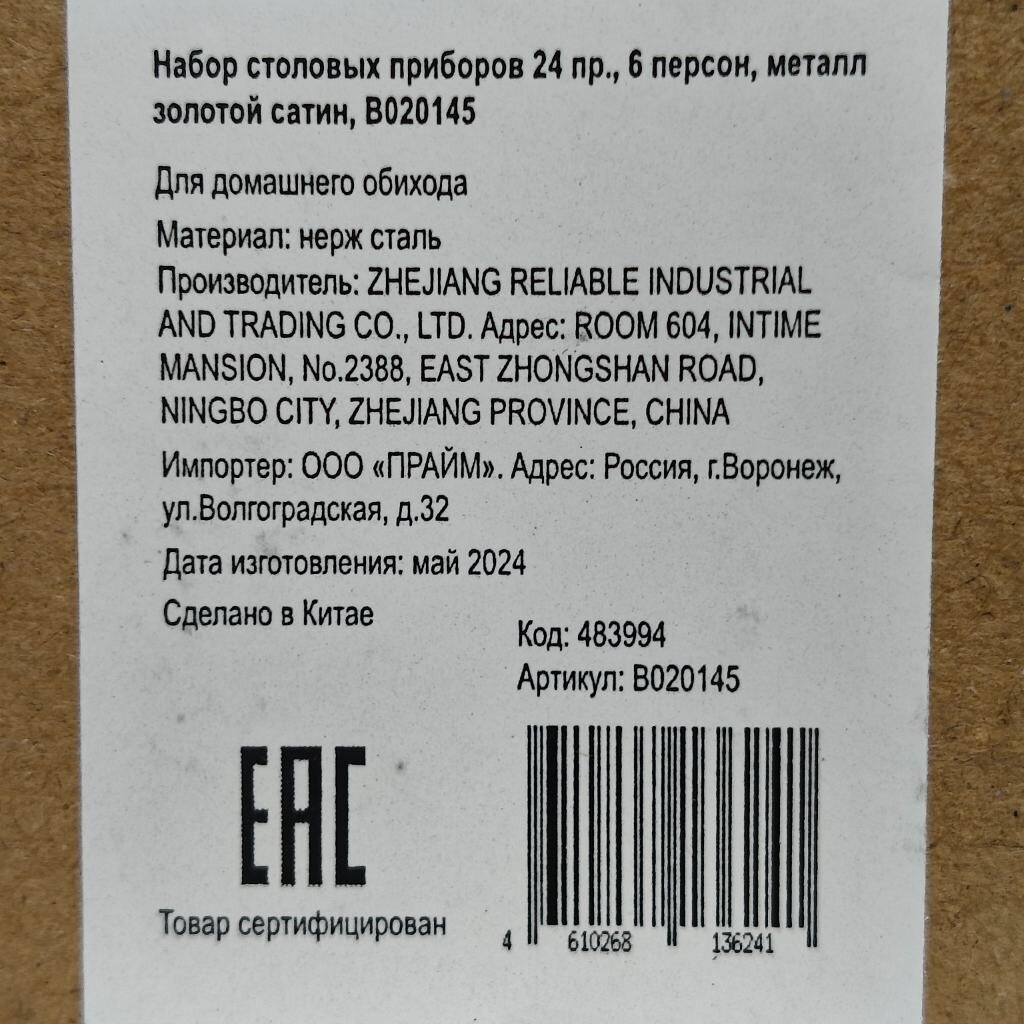 Набор столовых приборов 24 пр., 6 персон, металл
золотой сатин, B020145
Для домашнего обихода
Материал: нерж сталь
Производитель: ZHEJIANG RELIABLE INDUSTRIAL
AND TRADING CO., LTD. Адрес: ROOM 604, INTIME
MANSION, No.2388, EAST ZHONGSHAN ROAD,
NINGBO CITY, ZHEJIANG PROVINCE, CHINA
Импортер: ООО «ПРАЙМ». Адрес: Россия, г.Воронеж,
ул.Волгоградская, д.32
Дата изготовления: май 2024
Сделано в Китае
Код: 483994
Артикул: B020145
EAC
Товар сертифицирован
4 610268 136241